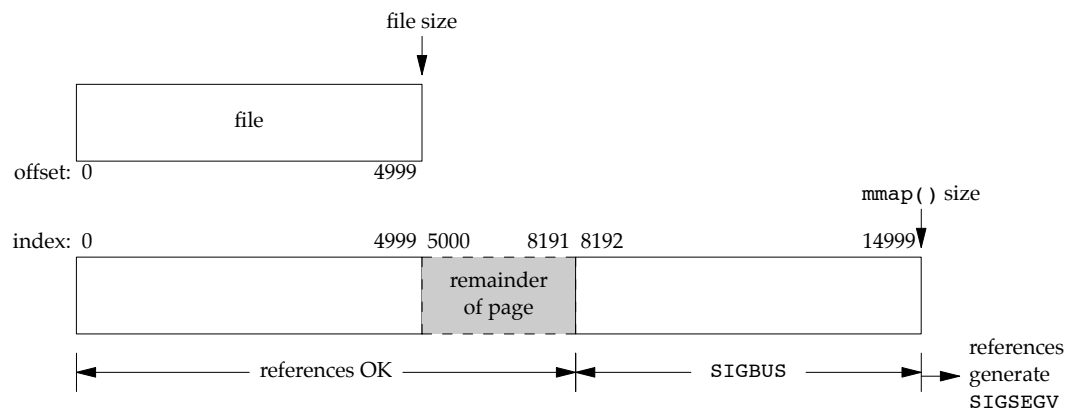 file size
file
offset: 0 4999
mmap() size
index: 0 4999 5000 8191 8192 14999
remainder
of page
references OK
SIGBUS
references
generate
SIGSEGV